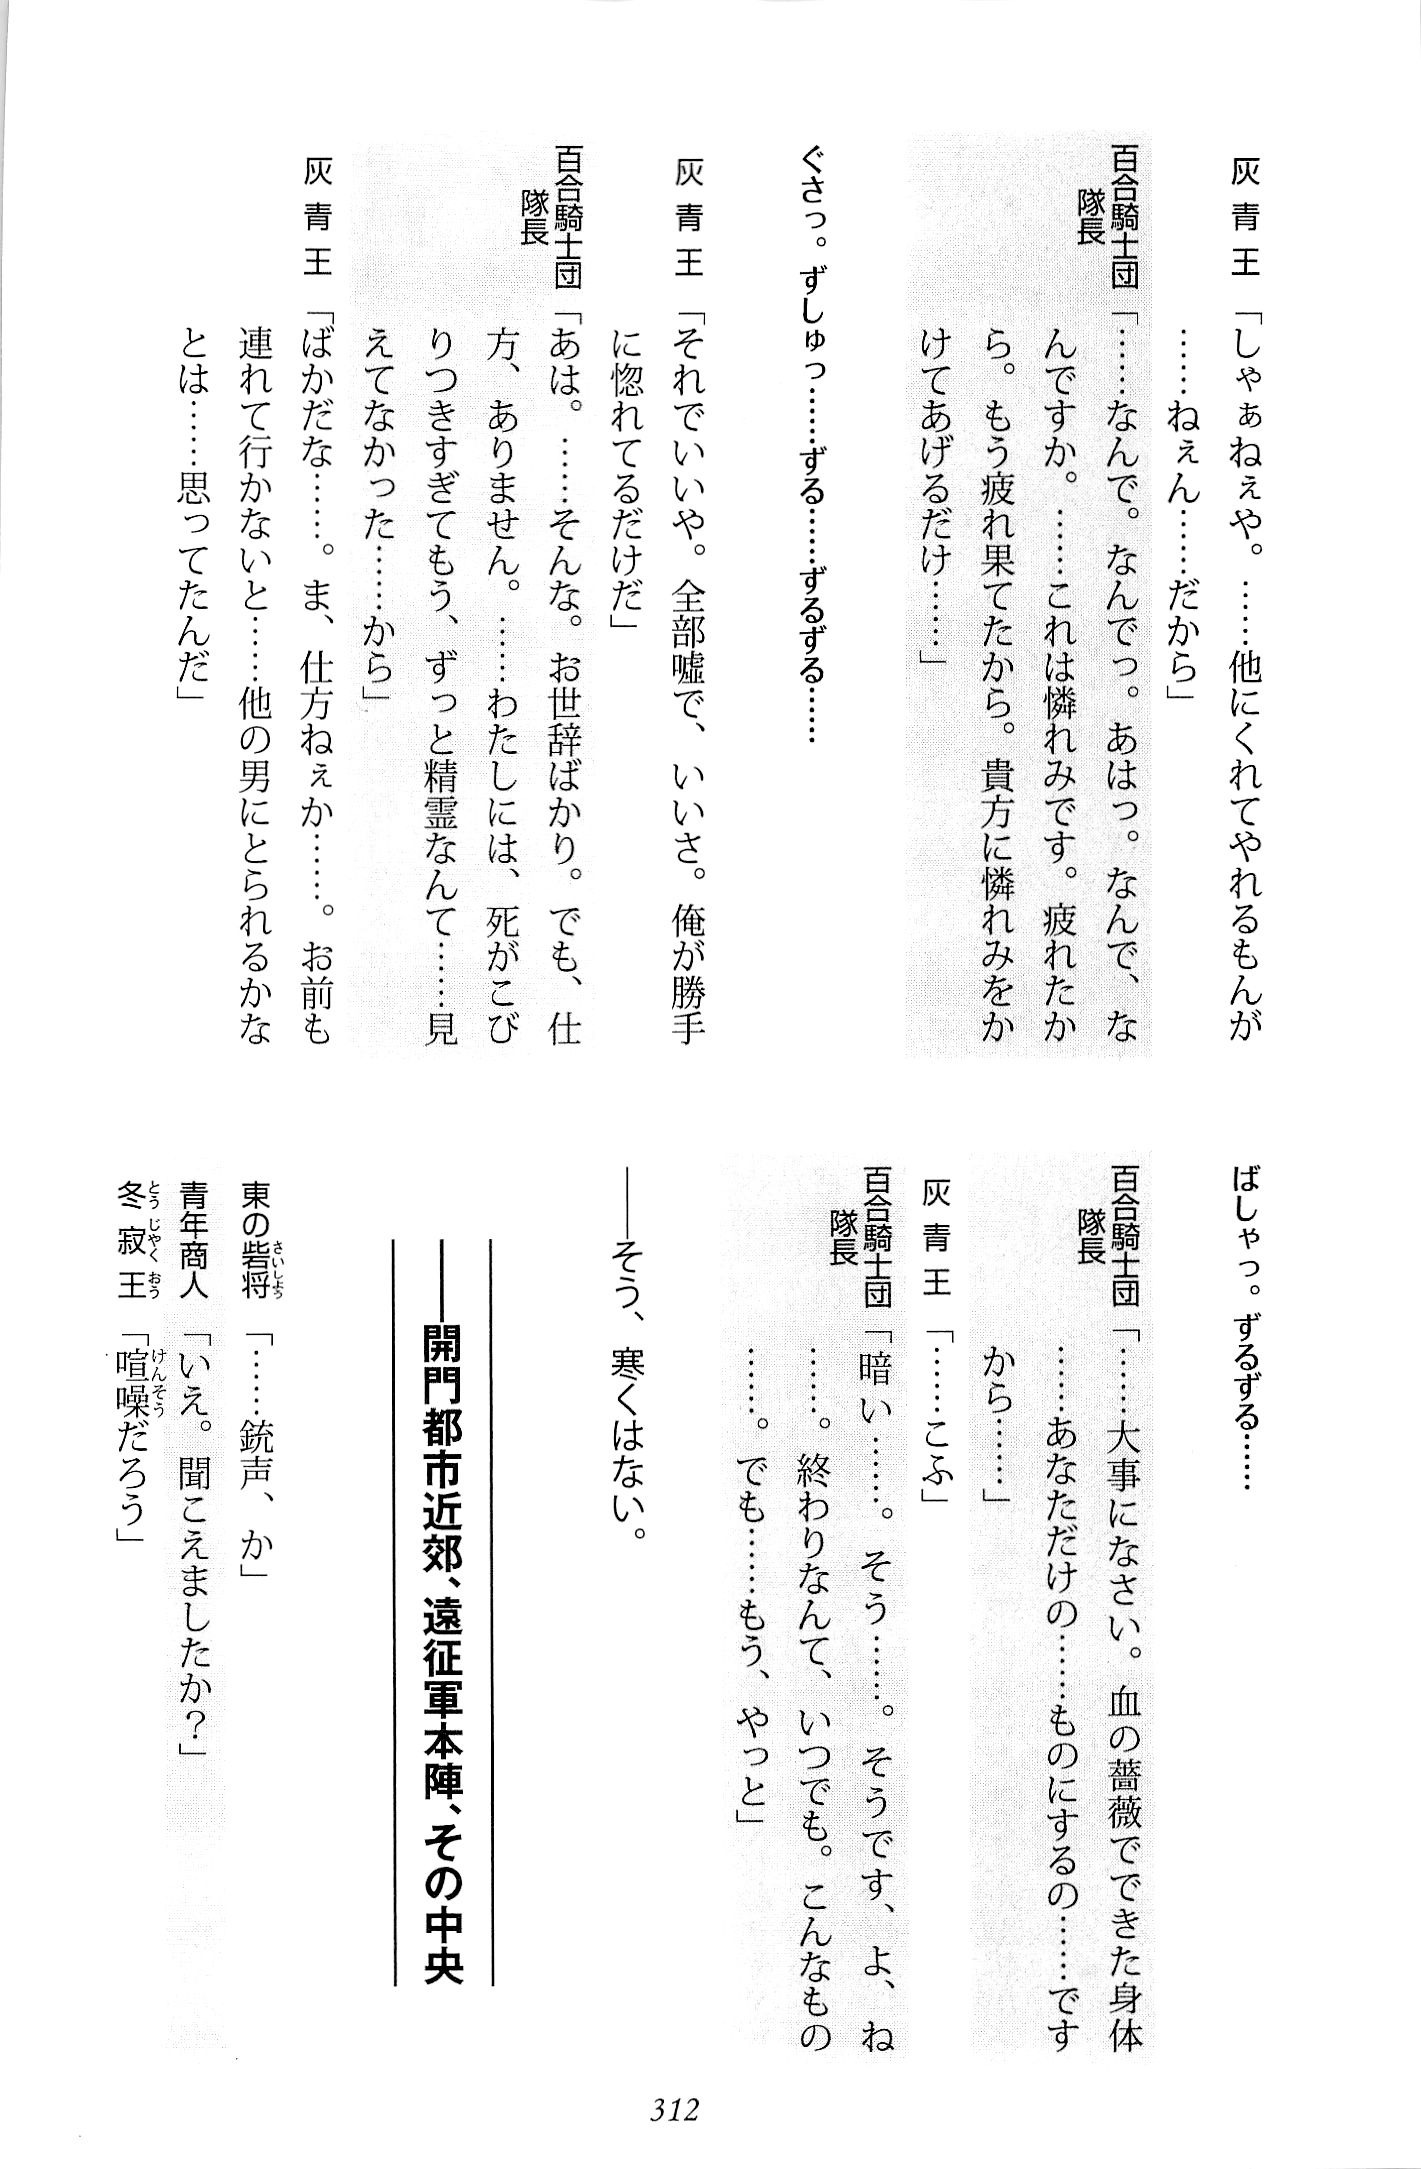 灰青王「しゃぁねぇや。……他にくれてやれるもんが
……ねぇん……だから」
百合騎士団隊長「……なんで。なんでっ。あはっ。なんで、な
んですか。……これは憐れみです。疲れたか
ら。もう疲れ果てたから。貴方に憐れみをか
けてあげるだけ……」
ぐさっ。ずしゅっ……ずる……ずるずる……
灰青王「それでいいや。全部嘘で、いいさ。俺が勝手
に惚れてるだけだ」
百合騎士団隊長「あは。……そんな。お世辞ばかり。でも、仕
方、ありません。……わたしには、死がこび
りつきすぎてもう、ずっと精霊なんて……見
えてなかった……から」
灰青王「ばかだな……。ま、仕方ねぇか……。お前も
連れて行かないと……他の男にとられるかな
とは……思ってたんだ」
ばしゃっ。ずるずる……
百合騎士団隊長「……大事になさい。血の薔薇でできた身体
……あなただけの……ものにするの……です
から……」
灰青王「……こふ」
百合騎士団隊長「暗い……。そう……。そうです、よ、ね
……。終わりなんて、いつでも。こんなもの
……。でも……もう、やっと」
――そう、寒くはない。
――開門都市近郊、遠征軍本陣、その中央
東の砦将「……銃声、か」
青年商人「いえ。聞こえましたか？」
冬寂王「喧噪だろう」
312